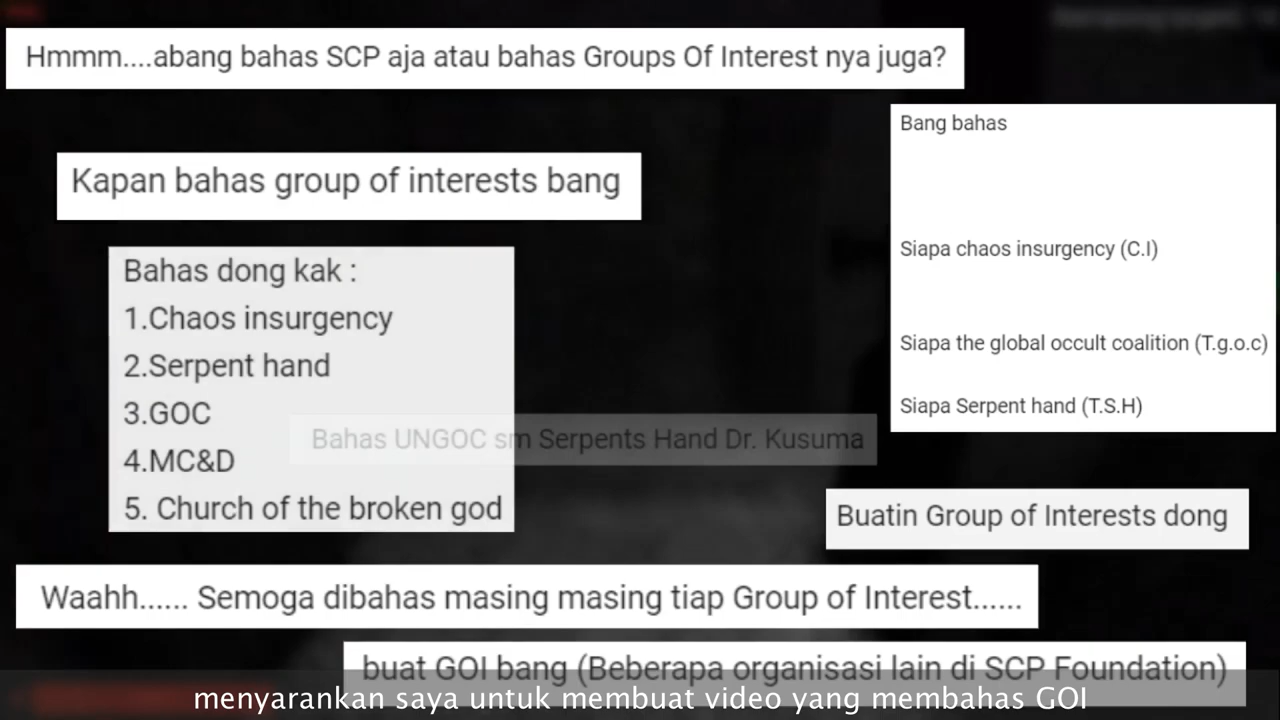 Hmmm....abang bahas SCP aja atau bahas Groups Of Interest nya juga?
Bang bahas
Siapa chaos insurgency (C.I)
Siapa the global occult coalition (T.g.o.c)
Siapa Serpent hand (T.S.H)
Kapan bahas group of interests bang
Bahas dong kak :
1.Chaos insurgency
2.Serpent hand
3.GOC
4.MC&D
5. Church of the broken god
Bahas UNGOC sm Serpents Hand Dr. Kusuma
Buatin Group of Interests dong
Waahh...... Semoga dibahas masing masing tiap Group of Interest......
buat GOI bang (Beberapa organisasi lain di SCP Foundation)
menyarankan saya untuk membuat video yang membahas GOI